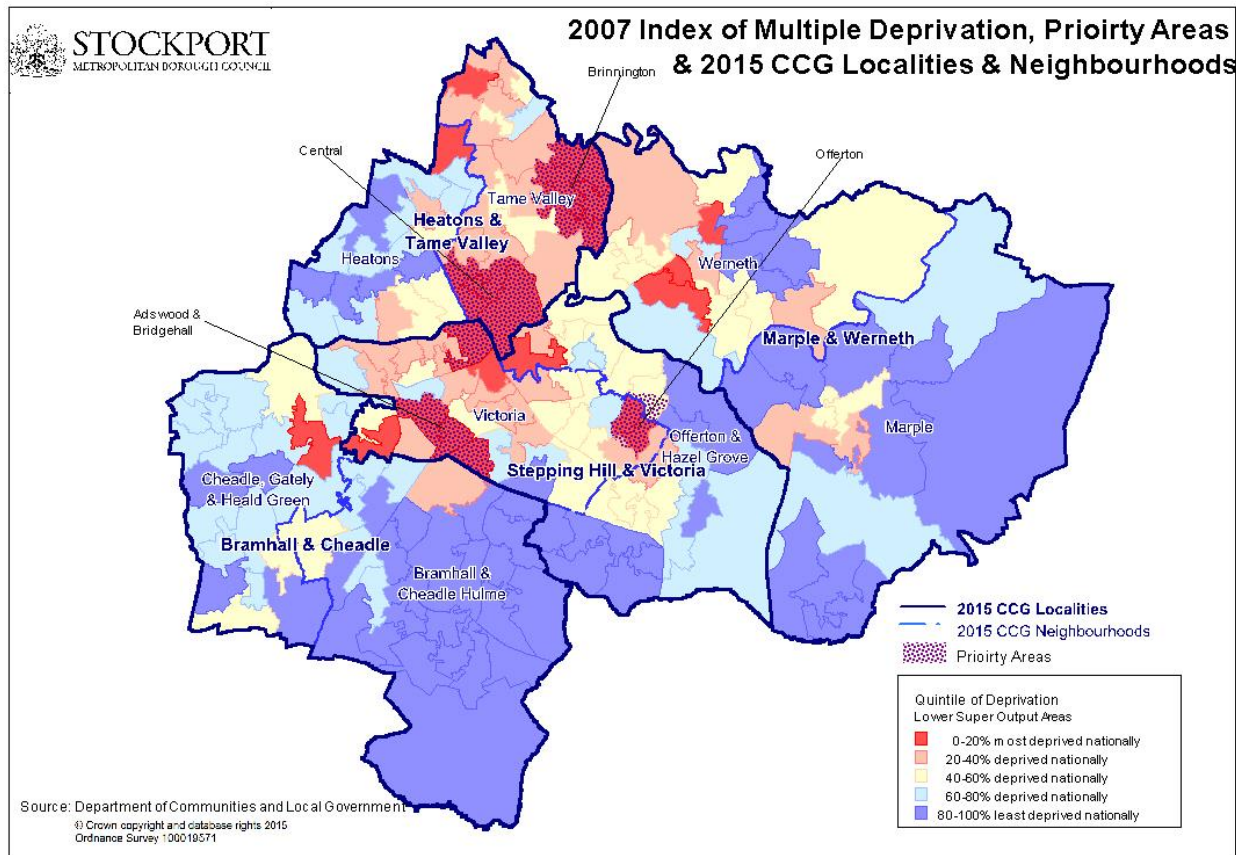 STOCKPORT
METROPOLITAN BOROUGH COUNCIL
2007 Index of Multiple Deprivation, Prioirty Areas
& 2015 CCG Localities & Neighbourhoods
Brinnington
Central
Offerton
Tame Valley
Heatons &
Tame Valley
Heatons
Werneth
Adswood &
Bridgehall
Marple & Werneth
Victoria
Marple
Offerton &
Hazel Grove
Stepping Hill & Victoria
Cheadle, Gately
& Heald Green
Bramhall & Cheadle
Bramhall &
Cheadle Hulme
2015 CCG Localities
2015 CCG Neighbourhoods
Prioirty Areas
Quintile of Deprivation
Lower Super Output Areas
0-20% most deprived nationally
20-40% deprived nationally
40-60% deprived nationally
60-80% deprived nationally
80-100% least deprived nationally
Source: Department of Communities and Local Government
© Crown copyright and database rights 2015
Ordnance Survey 100019571